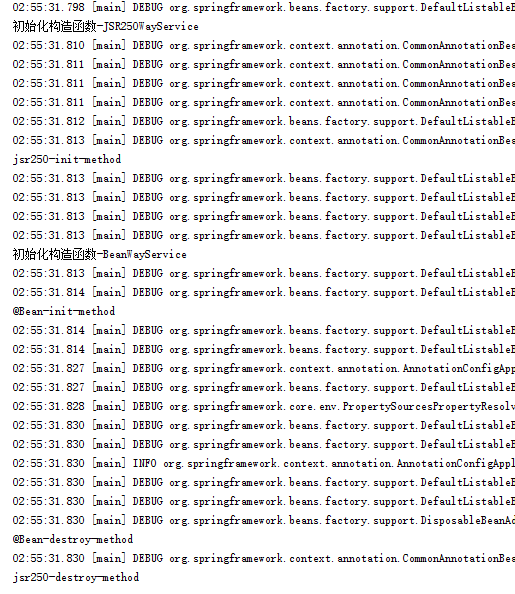 02:55:31.798 [main] DEBUG org.springframework.beans.factory.support.DefaultListableB
初始化构造函数-JSR250WayService
02:55:31.810 [main] DEBUG org.springframework.context.annotation.CommonAnnotationBea
02:55:31.811 [main] DEBUG org.springframework.context.annotation.CommonAnnotationBea
02:55:31.811 [main] DEBUG org.springframework.context.annotation.CommonAnnotationBea
02:55:31.811 [main] DEBUG org.springframework.context.annotation.CommonAnnotationBea
02:55:31.812 [main] DEBUG org.springframework.beans.factory.support.DefaultListableB
02:55:31.813 [main] DEBUG org.springframework.context.annotation.CommonAnnotationBea
jsr250-init-method
02:55:31.813 [main] DEBUG org.springframework.beans.factory.support.DefaultListableB
02:55:31.813 [main] DEBUG org.springframework.beans.factory.support.DefaultListableB
02:55:31.813 [main] DEBUG org.springframework.beans.factory.support.DefaultListableB
02:55:31.813 [main] DEBUG org.springframework.beans.factory.support.DefaultListableB
初始化构造函数-BeanWayService
02:55:31.813 [main] DEBUG org.springframework.beans.factory.support.DefaultListableB
02:55:31.814 [main] DEBUG org.springframework.beans.factory.support.DefaultListableB
@Bean-init-method
02:55:31.814 [main] DEBUG org.springframework.beans.factory.support.DefaultListableB
02:55:31.814 [main] DEBUG org.springframework.beans.factory.support.DefaultListableB
02:55:31.827 [main] DEBUG org.springframework.context.annotation.AnnotationConfigApp
02:55:31.827 [main] DEBUG org.springframework.beans.factory.support.DefaultListableB
02:55:31.828 [main] DEBUG org.springframework.core.env.PropertySourcesPropertyResolv
02:55:31.830 [main] DEBUG org.springframework.beans.factory.support.DefaultListableB
02:55:31.830 [main] DEBUG org.springframework.beans.factory.support.DefaultListableB
02:55:31.830 [main] INFO org.springframework.context.annotation.AnnotationConfigAppl
02:55:31.830 [main] DEBUG org.springframework.beans.factory.support.DefaultListableB
02:55:31.830 [main] DEBUG org.springframework.beans.factory.support.DefaultListableB
02:55:31.830 [main] DEBUG org.springframework.beans.factory.support.DisposableBeanAd
@Bean-destroy-method
02:55:31.830 [main] DEBUG org.springframework.context.annotation.CommonAnnotationBea
jsr250-destroy-method